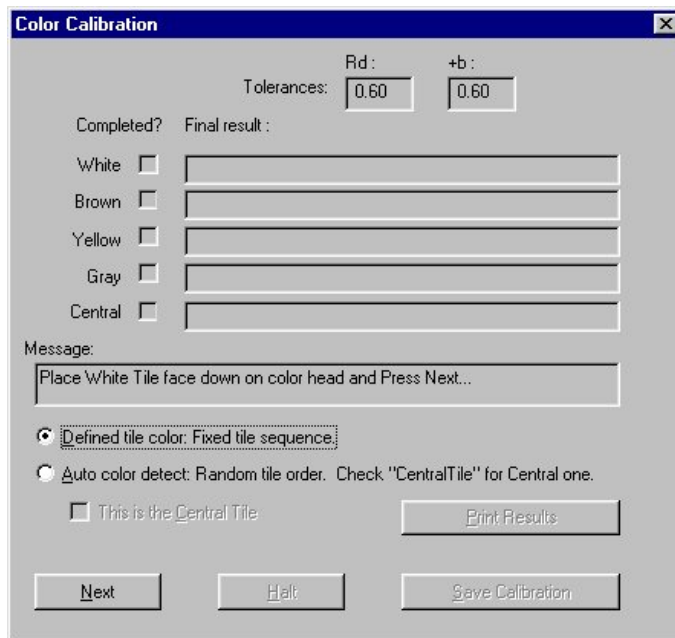 Color Calibration
Rd : +b :
Tolerances: 0.60 0.60
Completed? Final result :
White
Brown
Yellow
Gray
Central
Message:
Place White Tile face down on color head and Press Next...
Defined tile color: Fixed tile sequence.
Auto color detect: Random tile order. Check "CentralTile" for Central one.
This is the Central Tile Print Results
Next Halt Save Calibration